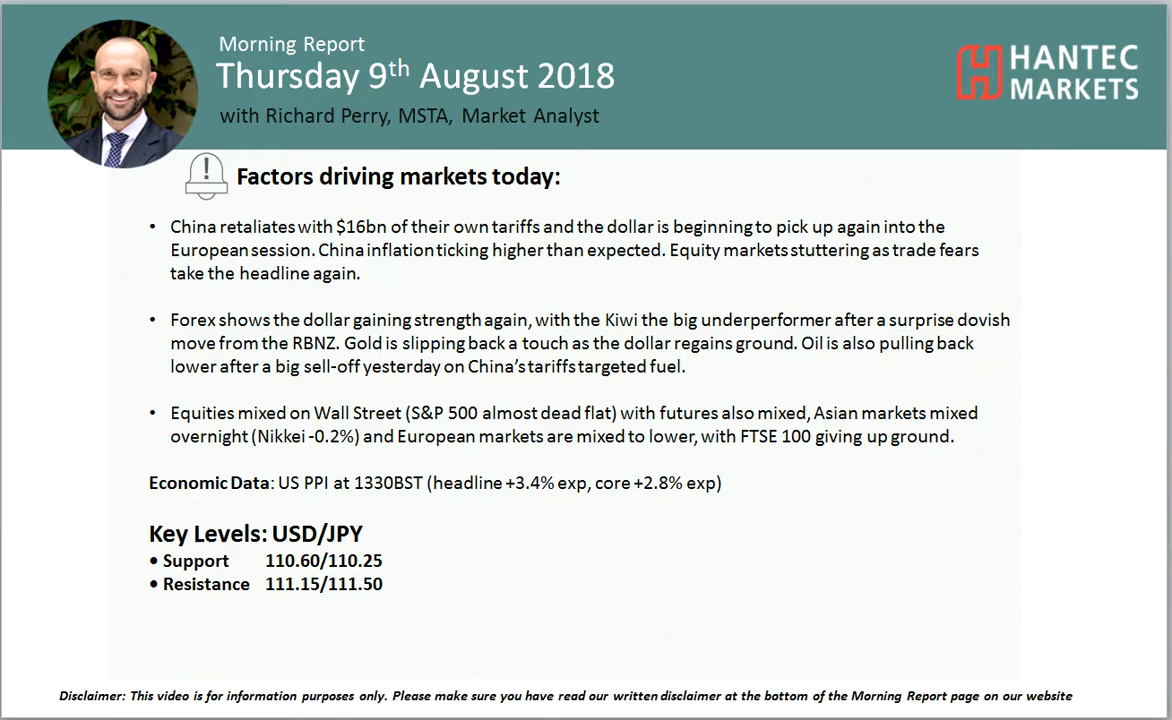 Morning Report
Thursday 9th August 2018
with Richard Perry, MSTA, Market Analyst
HANTEC
MARKETS
! Factors driving markets today:
• China retaliates with $16bn of their own tariffs and the dollar is beginning to pick up again into the
European session. China inflation ticking higher than expected. Equity markets stuttering as trade fears
take the headline again.
• Forex shows the dollar gaining strength again, with the Kiwi the big underperformer after a surprise dovish
move from the RBNZ. Gold is slipping back a touch as the dollar regains ground. Oil is also pulling back
lower after a big sell-off yesterday on China's tariffs targeted fuel.
• Equities mixed on Wall Street (S&P 500 almost dead flat) with futures also mixed, Asian markets mixed
overnight (Nikkei -0.2%) and European markets are mixed to lower, with FTSE 100 giving up ground.
Economic Data: US PPI at 1330BST (headline +3.4% exp, core +2.8% exp)
Key Levels: USD/JPY
• Support 110.60/110.25
• Resistance 111.15/111.50
Disclaimer: This video is for information purposes only. Please make sure you have read our written disclaimer at the bottom of the Morning Report page on our website